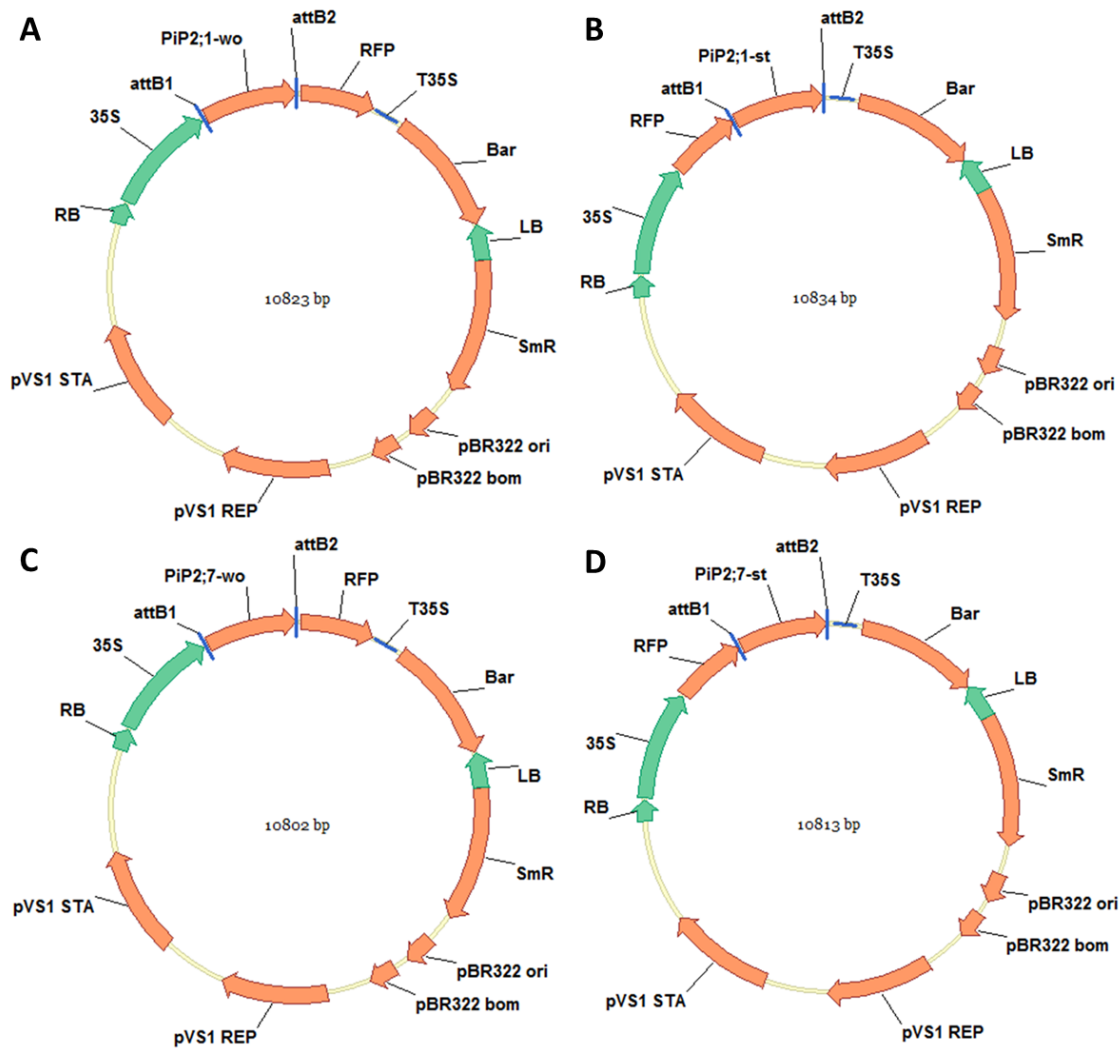 A
PiP2;1-wo
attB2
RFP
T35S
attB1
35S
Bar
RB
LB
10823 bp
SmR
pVS1 STA
pBR322 ori
pBR322 bom
pVS1 REP
B
attB2
PiP2;1-st
T35S
attB1
Bar
RFP
LB
35S
SmR
RB
10834 bp
pBR322 ori
pBR322 bom
pVS1 STA
pVS1 REP
C
attB2
PiP2;7-wo
RFP
T35S
attB1
35S
Bar
RB
LB
10802 bp
SmR
pVS1 STA
pBR322 ori
pBR322 bom
pVS1 REP
D
attB2
PiP2;7-st
T35S
attB1
Bar
RFP
LB
35S
SmR
RB
10813 bp
pBR322 ori
pBR322 bom
pVS1 STA
pVS1 REP